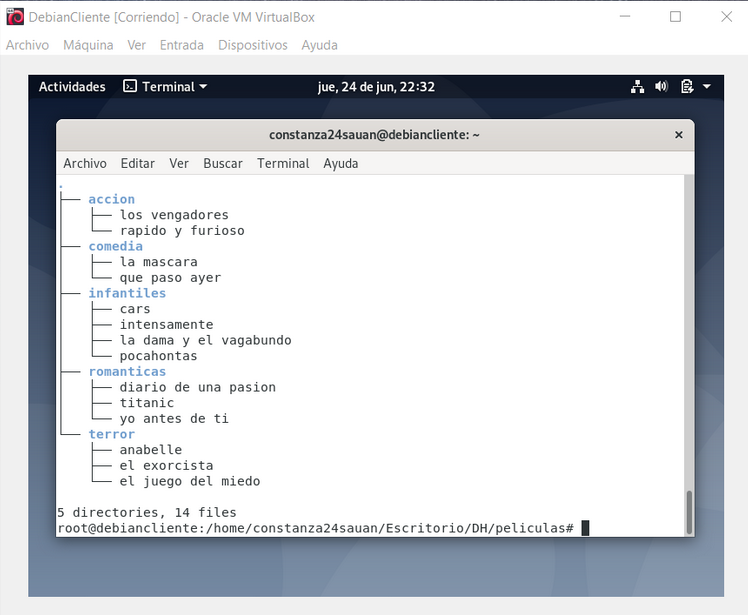 DebianCliente [Corriendo] - Oracle VM VirtualBox
Archivo Máquina Ver Entrada Dispositivos Ayuda
Actividades Terminal jue, 24 de jun, 22:32
constanza24sauan@debiancliente: ~
Archivo Editar Ver Buscar Terminal Ayuda
.
├── accion
│   ├── los vengadores
│   └── rapido y furioso
├── comedia
│   ├── la mascara
│   └── que paso ayer
├── infantiles
│   ├── cars
│   ├── intensamente
│   ├── la dama y el vagabundo
│   └── pocahontas
├── romanticas
│   ├── diario de una pasion
│   ├── titanic
│   └── yo antes de ti
└── terror
    ├── anabelle
    ├── el exorcista
    └── el juego del miedo
5 directories, 14 files
root@debiancliente:/home/constanza24sauan/Escritorio/DH/peliculas#